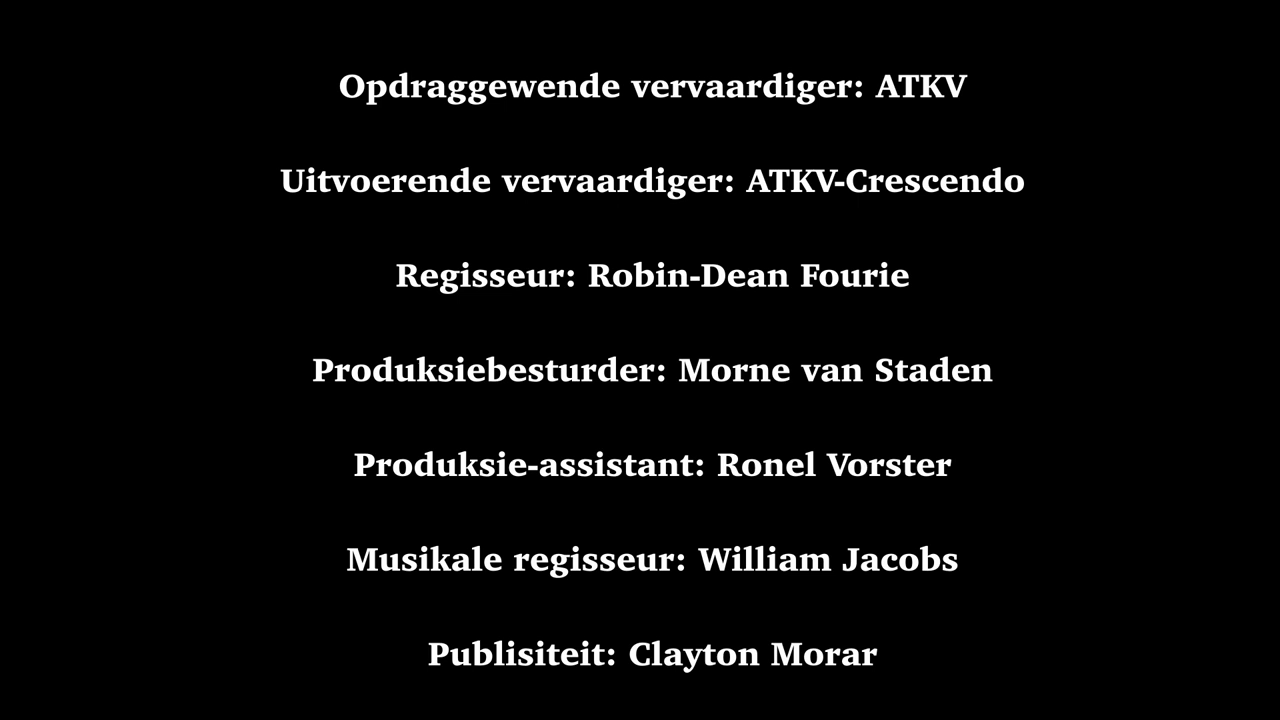 Opdraggewende vervaardiger: ATKV
Uitvoerende vervaardiger: ATKV-Crescendo
Regisseur: Robin-Dean Fourie
Produksiebesturder: Morne van Staden
Produksie-assistant: Ronel Vorster
Musikale regisseur: William Jacobs
Publisiteit: Clayton Morar